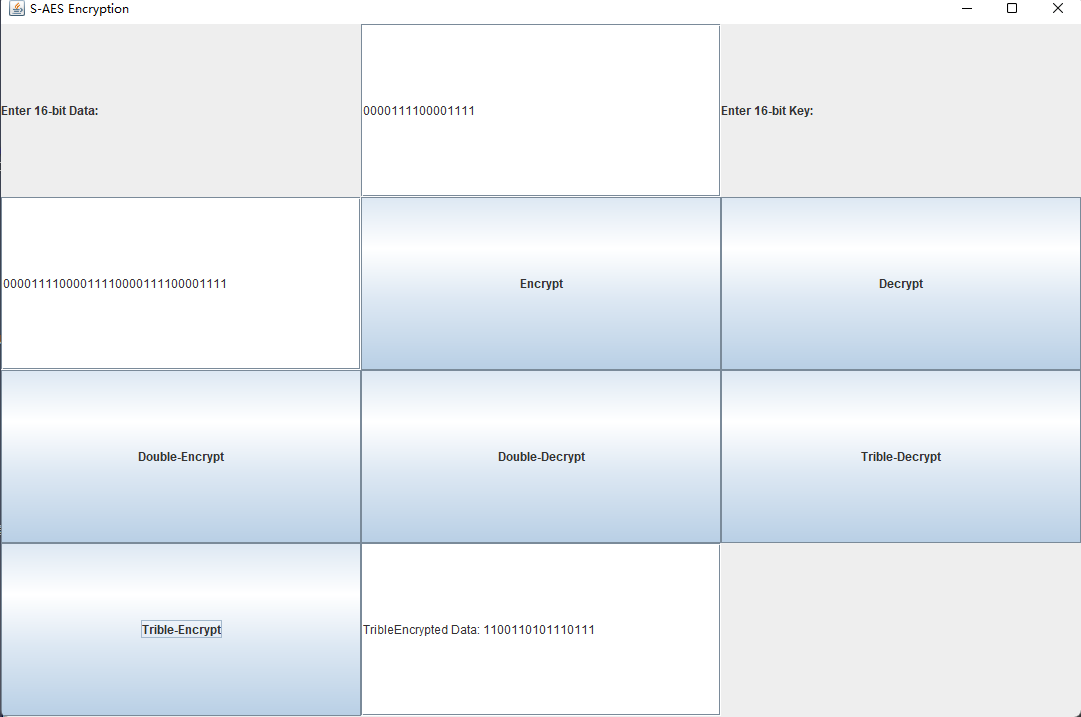 S-AES Encryption
Enter 16-bit Data:
0000111100001111
Enter 16-bit Key:
00001111000011110000111100001111
Encrypt
Decrypt
Double-Encrypt
Double-Decrypt
Trible-Decrypt
Trible-Encrypt
TribleEncrypted Data: 1100110101110111